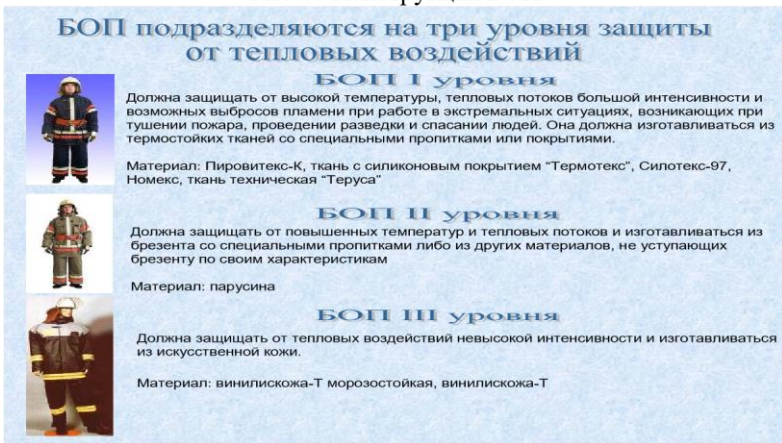 БОП подразделяются на три уровня защиты
от тепловых воздействий
БОП I уровня
Должна защищать от высокой температуры, тепловых потоков большой интенсивности и
возможных выбросов пламени при работе в экстремальных ситуациях, возникающих при
тушении пожара, проведении разведки и спасании людей. Она должна изготавливаться из
термостойких тканей со специальными пропитками или покрытиями.
Материал: Пировитекс-К, ткань с силиконовым покрытием "Термотекс", Силотекс-97,
Номекс, ткань техническая "Теруса"
БОП II уровня
Должна защищать от повышенных температур и тепловых потоков и изготавливаться из
брезента со специальными пропитками либо из других материалов, не уступающих
брезенту по своим характеристикам
Материал: парусина
БОП III уровня
Должна защищать от тепловых воздействий невысокой интенсивности и изготавливаться
из искусственной кожи.
Материал: винилискожа-Т морозостойкая, винилискожа-Т